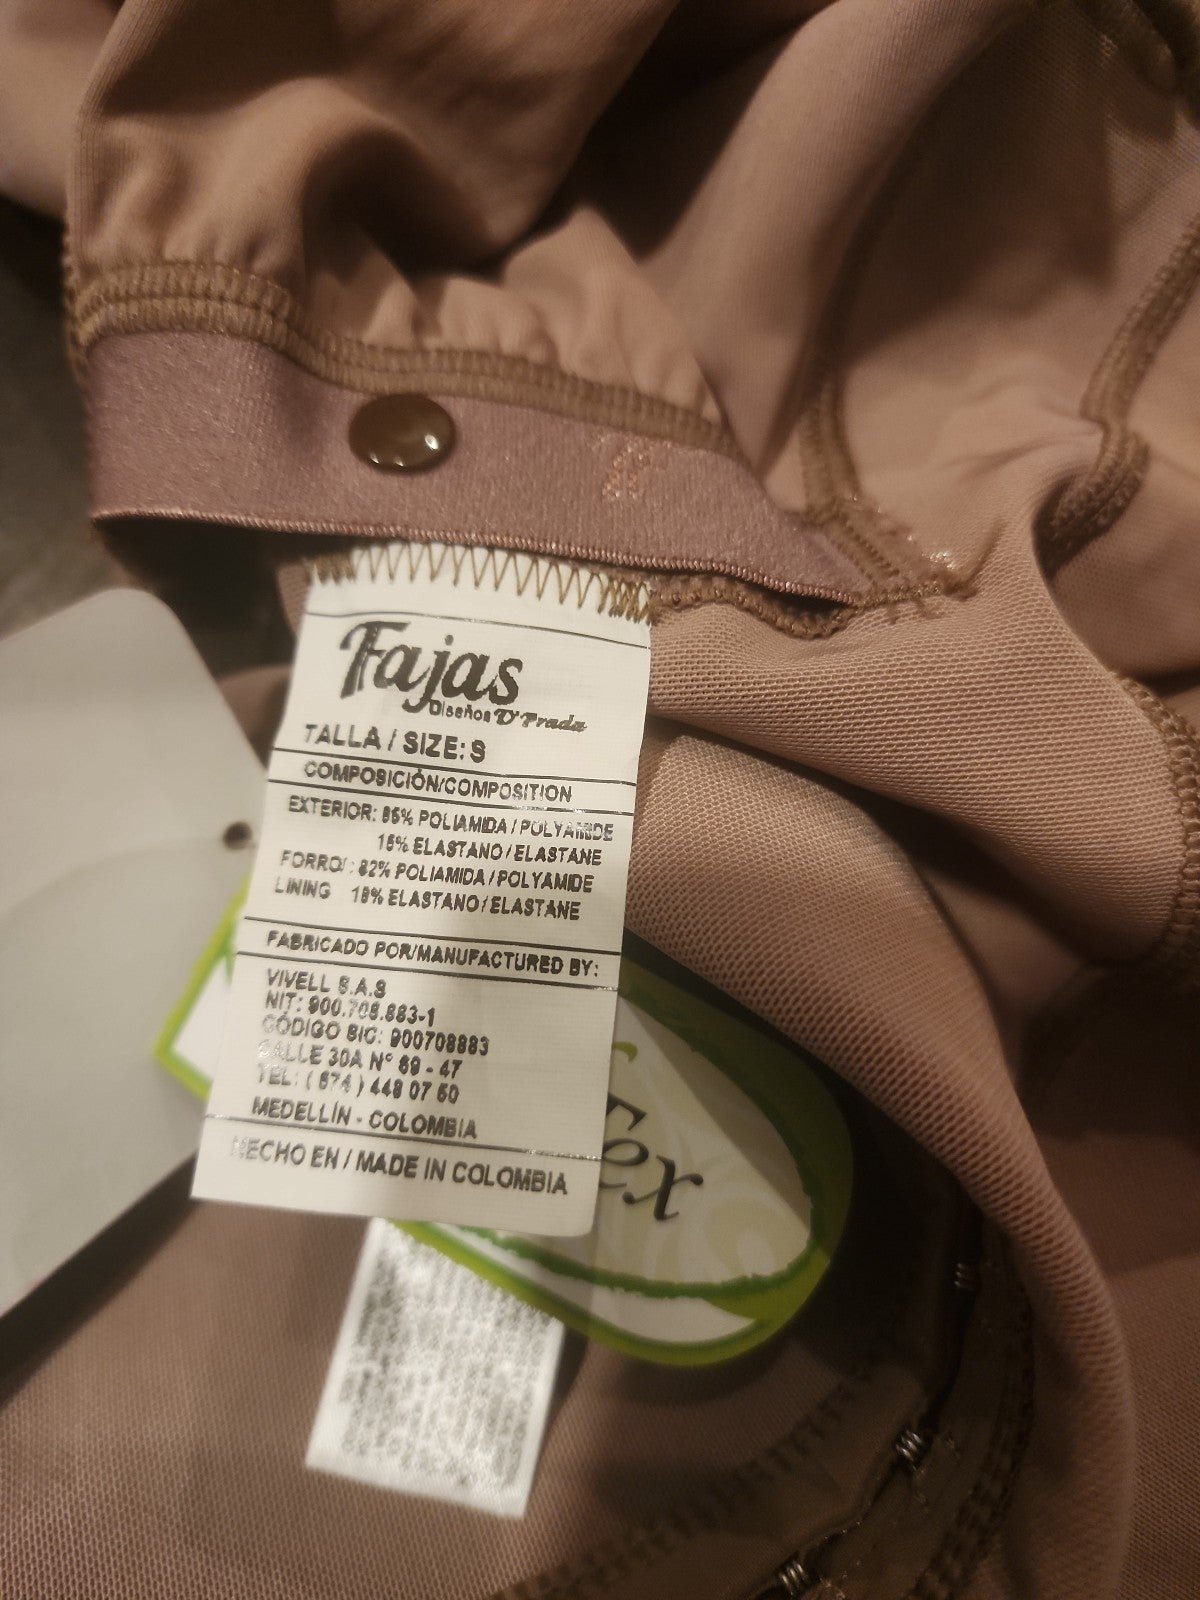 Fajas
Diseños D'Prada
TALLA / SIZE: S
COMPOSICIÓN/COMPOSITION
EXTERIOR: 85% POLIAMIDA / POLYAMIDE
15% ELASTANO / ELASTANE
FORRO/ : 82% POLIAMIDA / POLYAMIDE
LINING 18% ELASTANO / ELASTANE
FABRICADO POR/MANUFACTURED BY:
VIVELL S.A.S
NIT: 900.708.883-1
CÓDIGO SIC: 900708883
CALLE 30A N° 69 - 47
TEL: ( 574 ) 448 07 50
MEDELLÍN - COLOMBIA
HECHO EN / MADE IN COLOMBIA
Tex